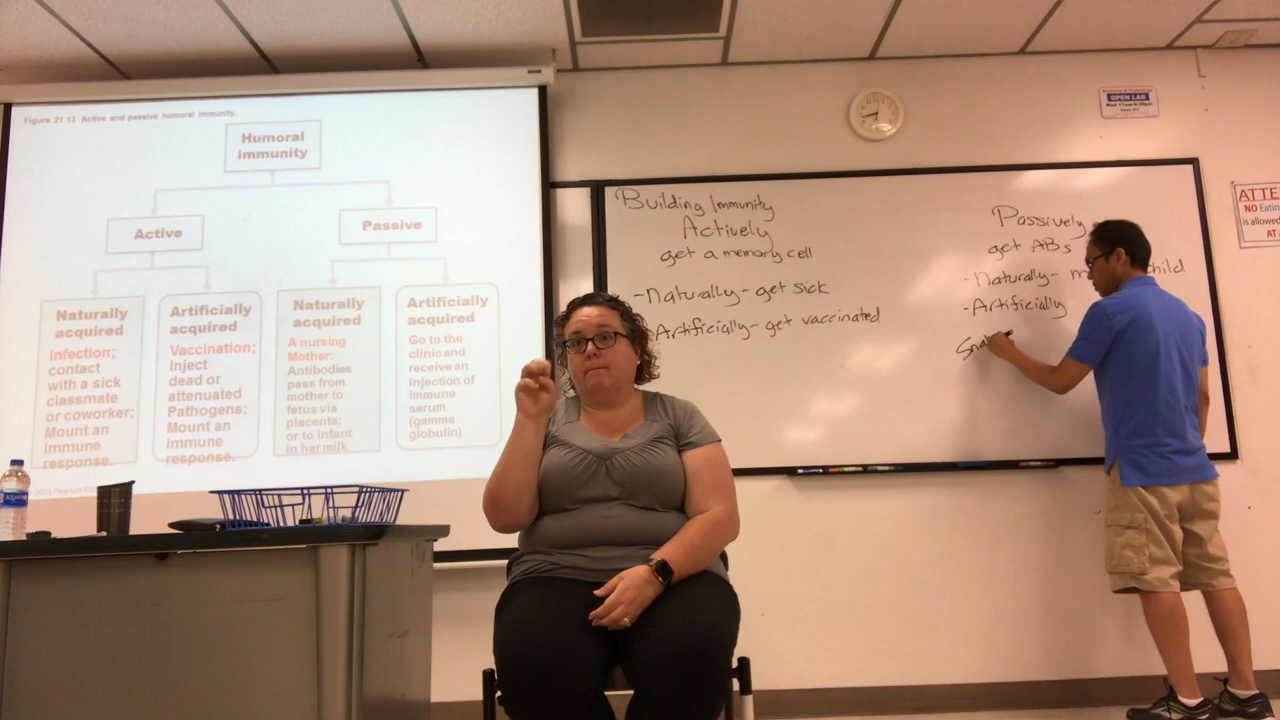 Figure 21.13 Active and passive humoral immunity.
Humoral
immunity
Active
Passive
Naturally
acquired
Infection;
contact
with a sick
classmate
or coworker;
Mount an
immune
response.
Artificially
acquired
Vaccination;
Inject
dead or
attenuated
Pathogens;
Mount an
immune
response.
Naturally
acquired
A nursing
Mother:
Antibodies
pass from
mother to
fetus via
placenta;
or to infant
in her milk
Artificially
acquired
Go to the
clinic and
receive an
injection of
immune
serum
(gamma
globulin)
Building Immunity
Actively
get a memory cell
-Naturally- get sick
Artificially- get vaccinated
Passively
get ABs
-Naturally- child
-Artificially
OPEN LAB
ATTE
NO Eatin
is allowed
AT